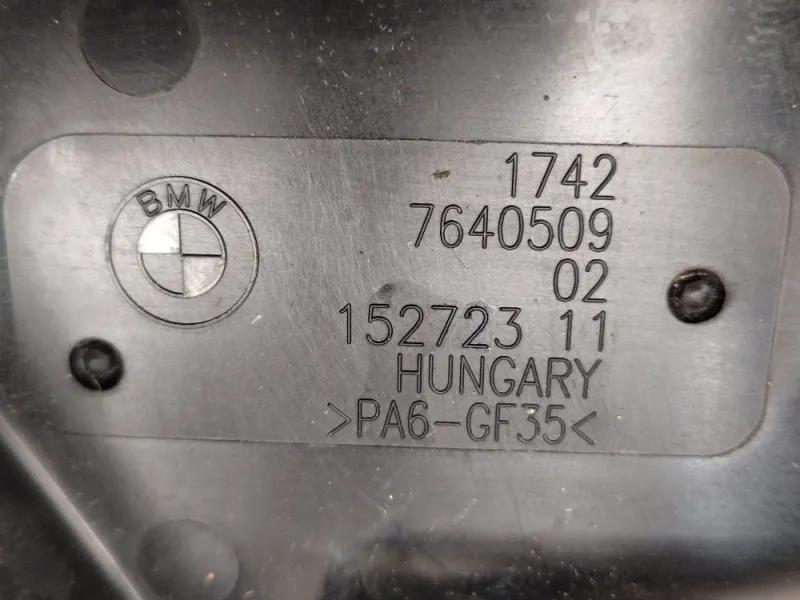 BMW
1742
7640509
02
152723 11
HUNGARY
>PA6-GF35<